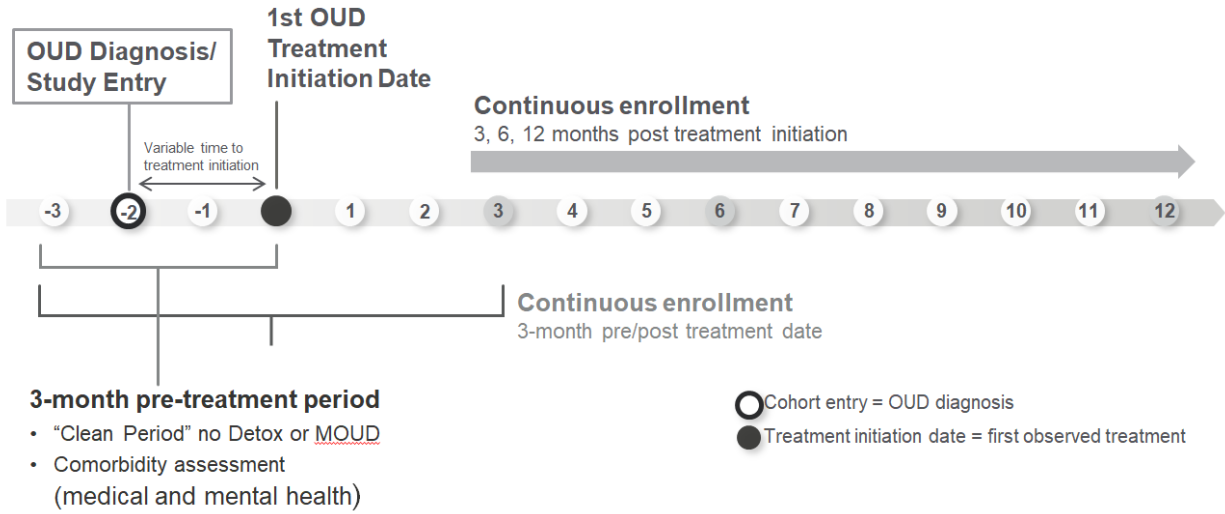 OUD Diagnosis/
Study Entry
1st OUD
Treatment
Initiation Date
Variable time to
treatment initiation
Continuous enrollment
3, 6, 12 months post treatment initiation
-3 -2 -1 1 2 3 4 5 6 7 8 9 10 11 12
Continuous enrollment
3-month pre/post treatment date
3-month pre-treatment period
• “Clean Period” no Detox or MOUD
• Comorbidity assessment
(medical and mental health)
Cohort entry = OUD diagnosis
Treatment initiation date = first observed treatment